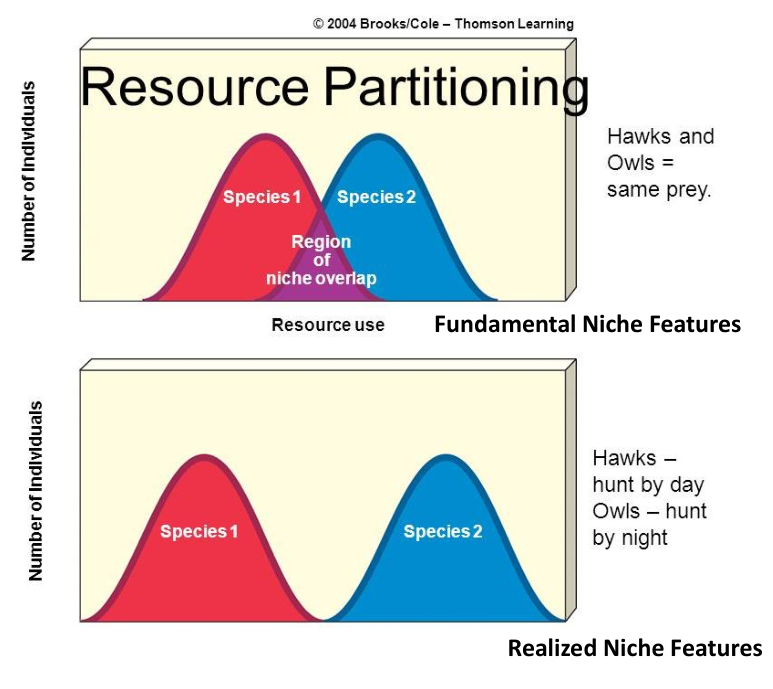 © 2004 Brooks/Cole – Thomson Learning
Resource Partitioning
Number of Individuals
Species 1
Species 2
Region
of
niche overlap
Hawks and
Owls =
same prey.
Resource use
Fundamental Niche Features
Number of Individuals
Species 1
Species 2
Hawks –
hunt by day
Owls – hunt
by night
Realized Niche Features